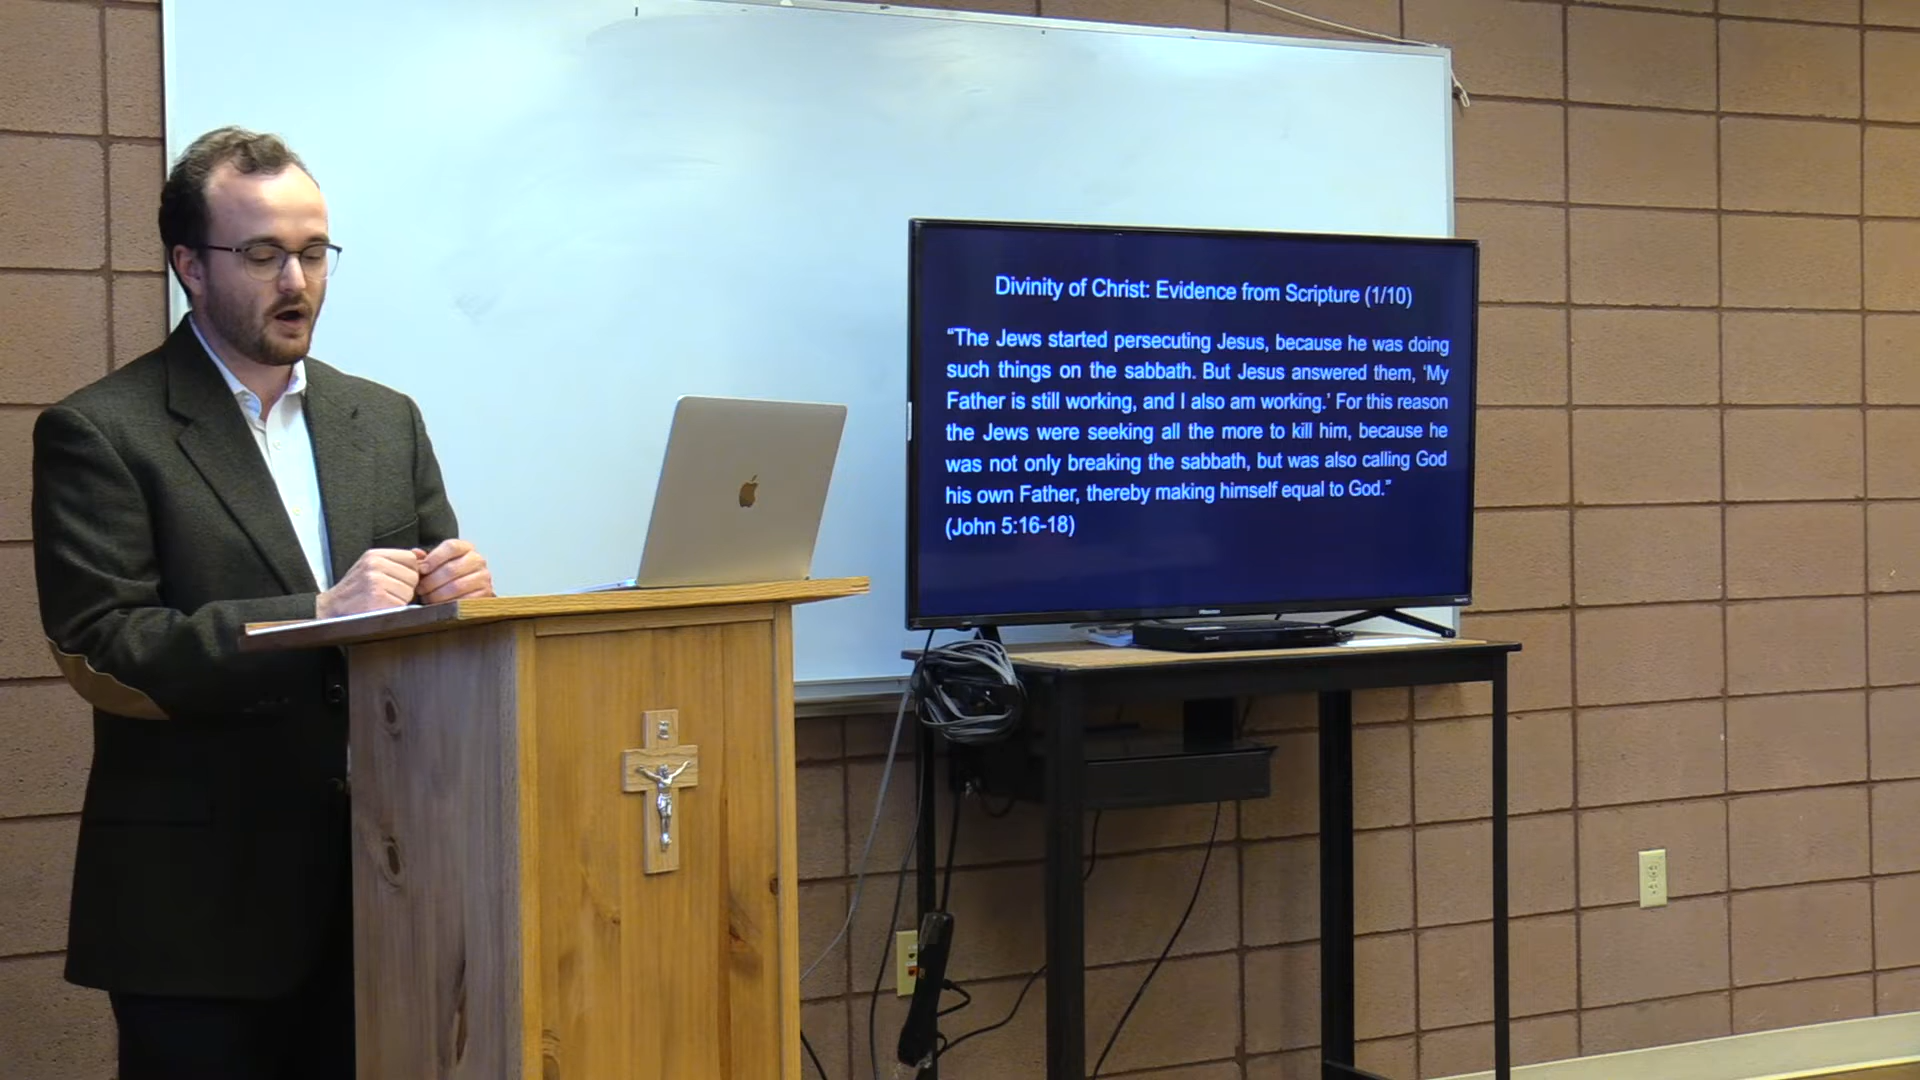 Divinity of Christ: Evidence from Scripture (1/10)
“The Jews started persecuting Jesus, because he was doing
such things on the sabbath. But Jesus answered them, ‘My
Father is still working, and I also am working.’ For this reason
the Jews were seeking all the more to kill him, because he
was not only breaking the sabbath, but was also calling God
his own Father, thereby making himself equal to God.”
(John 5:16-18)
Hisense